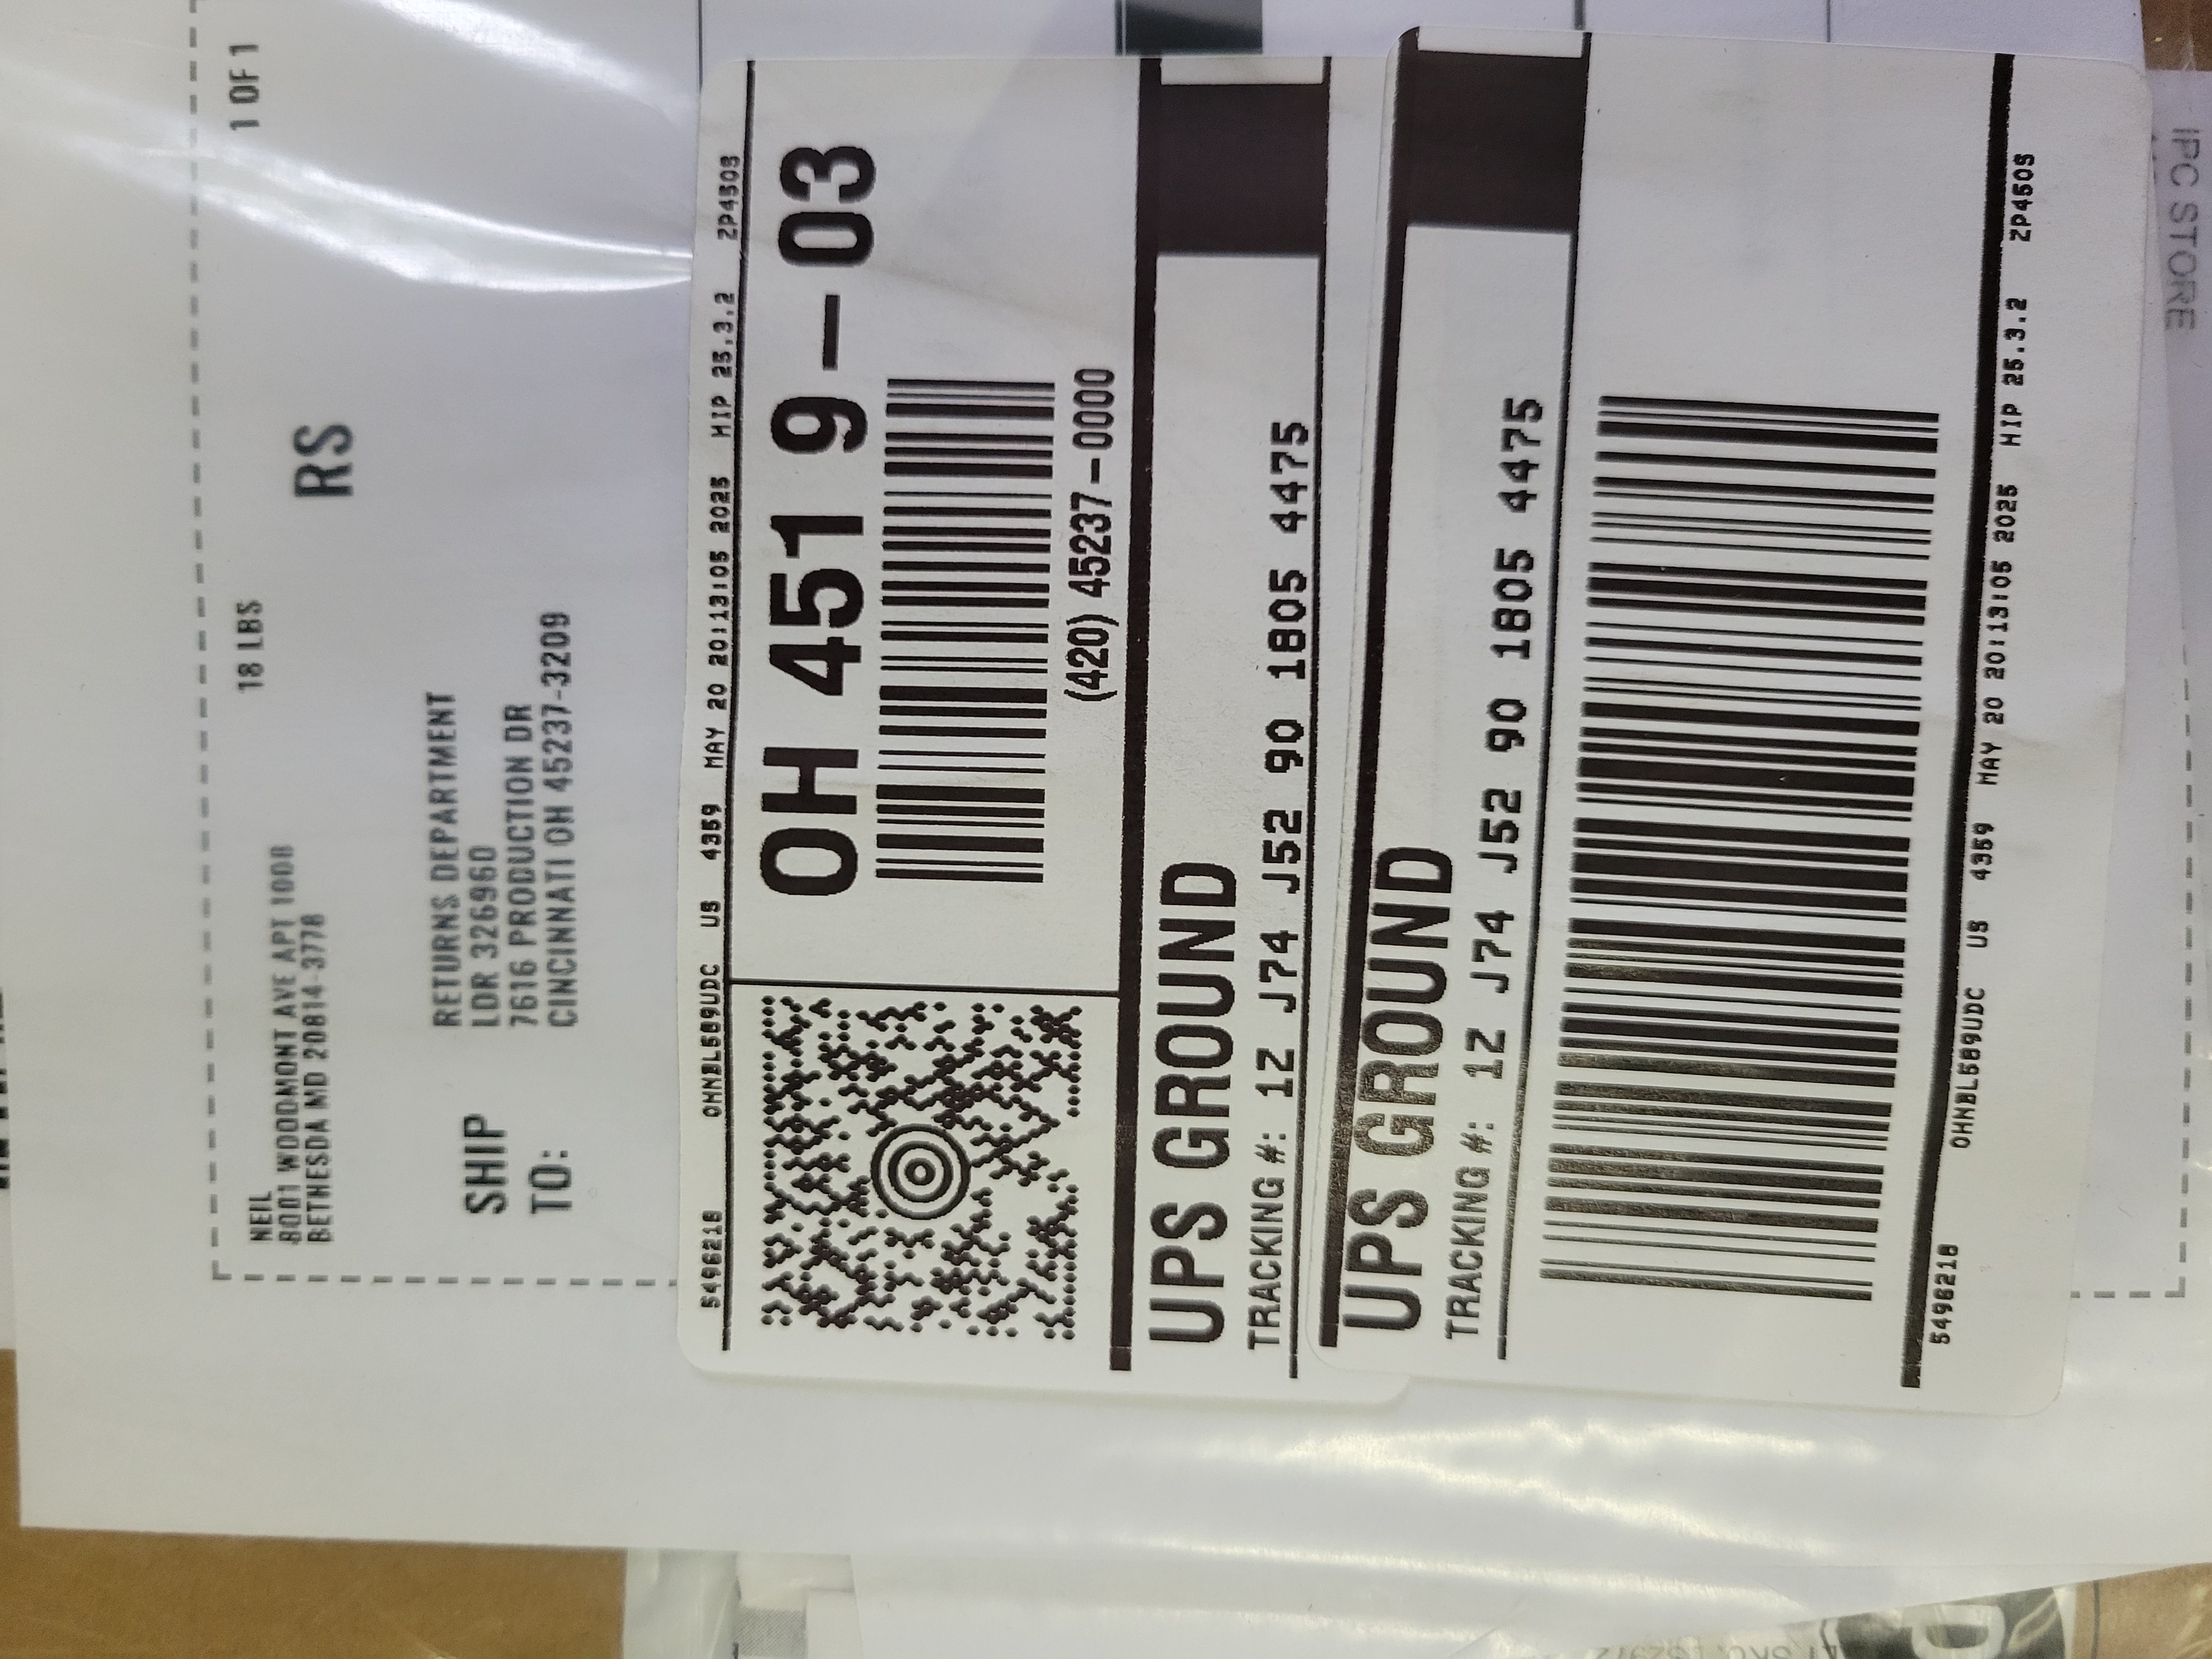 NEIL
8001 WOODMONT AVE APT 1008
BETHESDA MD 20814-3778
18 LBS
1 OF 1
RS
SHIP
TO:
RETURNS DEPARTMENT
LDR 326960
7616 PRODUCTION DR
CINCINNATI OH 45237-3209
5496218 OHNBL589UDC US 4359 MAY 20 20:13:05 2025 HIP 25.3.2 ZP450S
OH 451 9-03
(420) 45237-0000
UPS GROUND
TRACKING #: 1Z J74 J52 90 1805 4475
UPS GROUND
TRACKING #: 1Z J74 J52 90 1805 4475
5496218 OHNBL589UDC US 4359 MAY 20 20:13:05 2025 HIP 25.3.2 ZP450S
IPC STORE